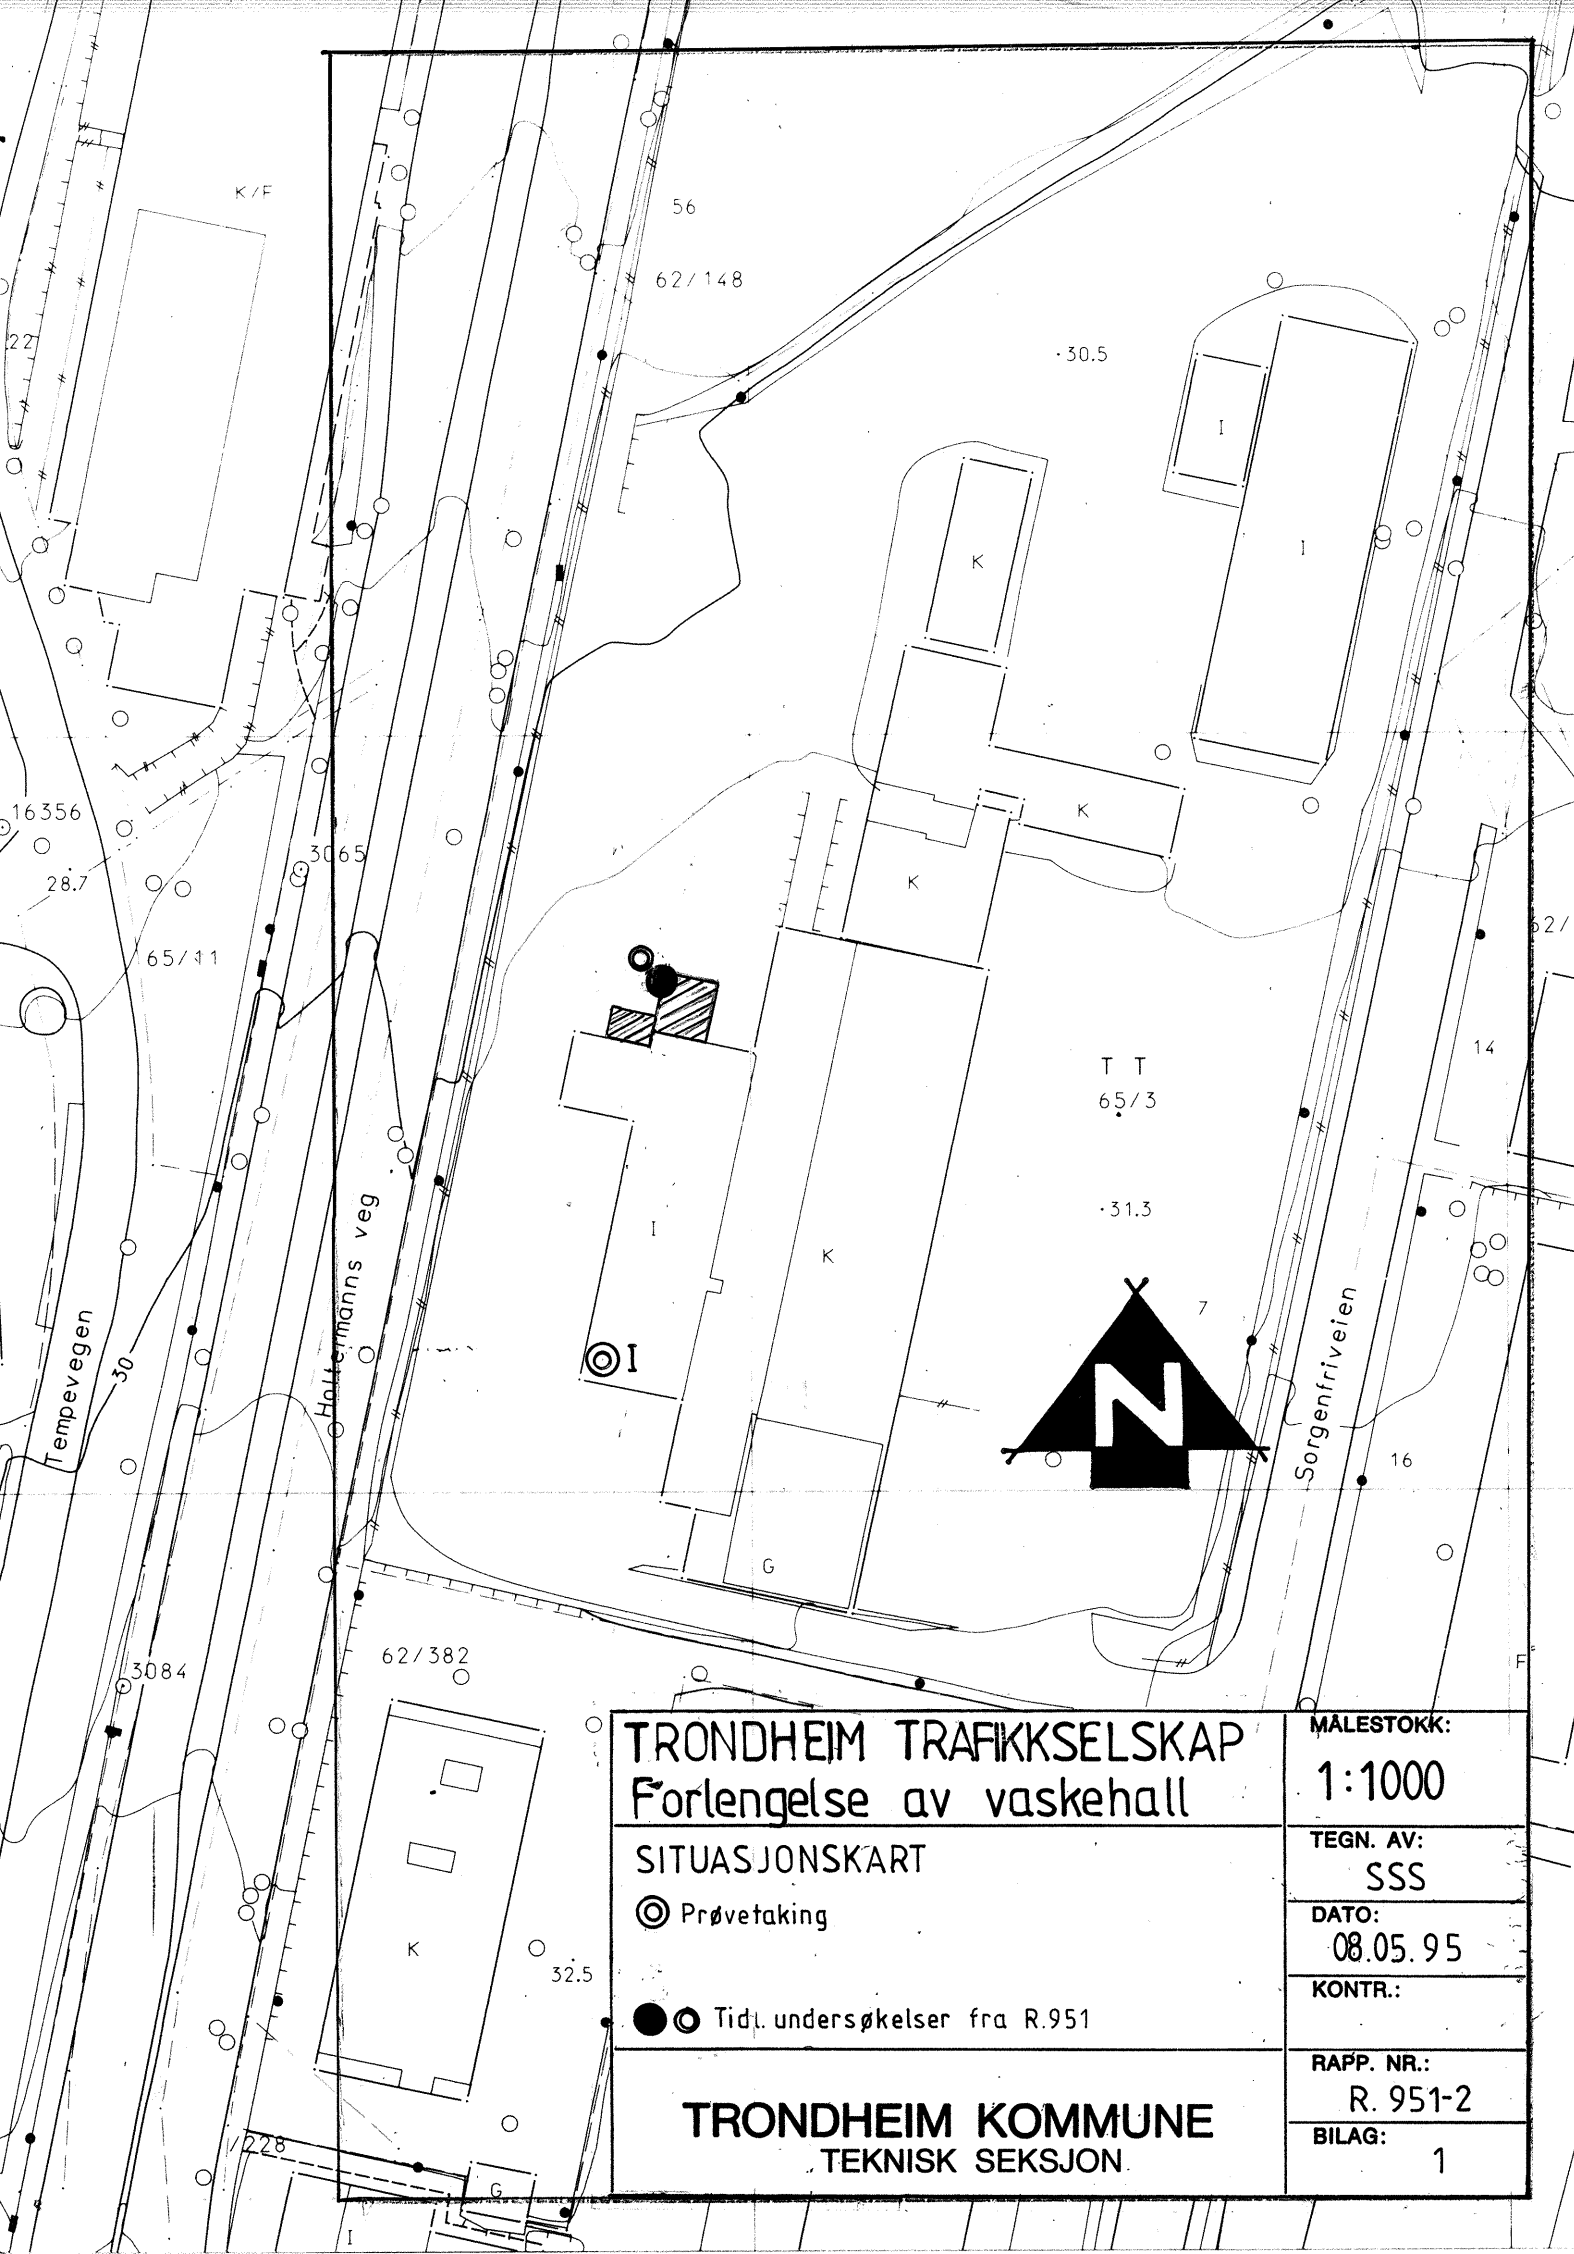 K/F
56
62/148
22
30.5
I
K
I
K
16356
3065
28.7
K
65/11
62/
14
T T
65/3
31.3
I
K
7
Holtermanns veg
Tempevegen
30
I
N
Sorgenfriveien
16
G
62/382
3084
F
K
32.5
/228
G
I
TRONDHEIM TRAFIKKSELSKAP
Forlengelse av vaskehall
SITUASJONSKART
Prøvetaking
Tidl. undersøkelser fra R.951
TRONDHEIM KOMMUNE
TEKNISK SEKSJON
MÅLESTOKK:
1:1000
TEGN. AV:
SSS
DATO:
08.05.95
KONTR.:
RAPP. NR.:
R. 951-2
BILAG:
1